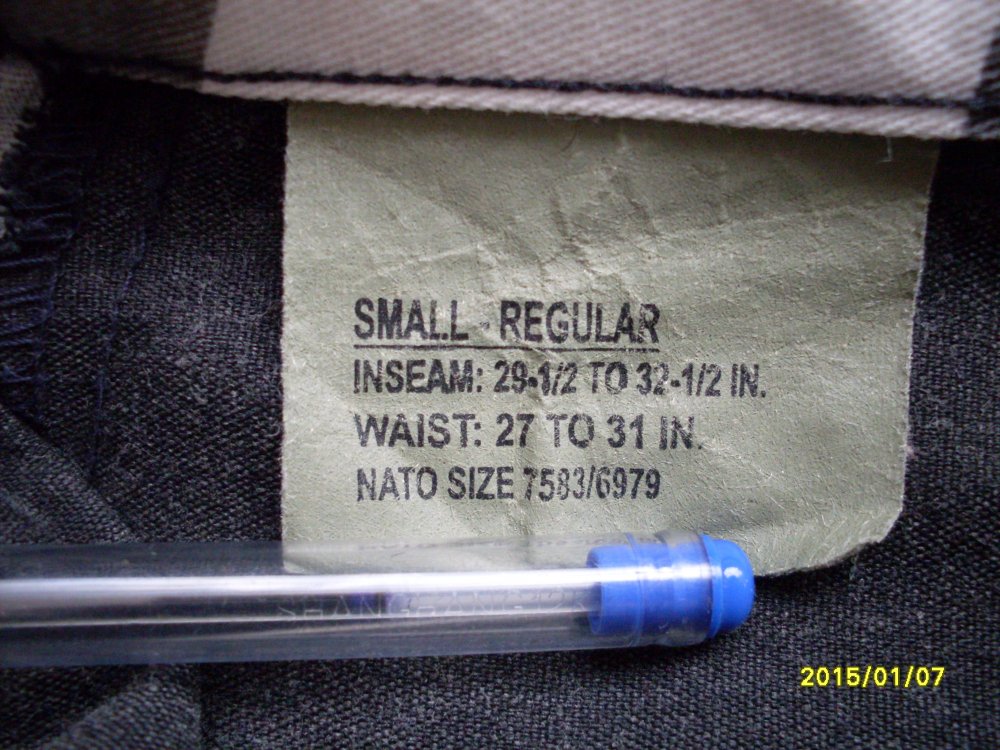 SMALL - REGULAR
INSEAM: 29-1/2 TO 32-1/2 IN.
WAIST: 27 TO 31 IN.
NATO SIZE 7583/6979
2015/01/07